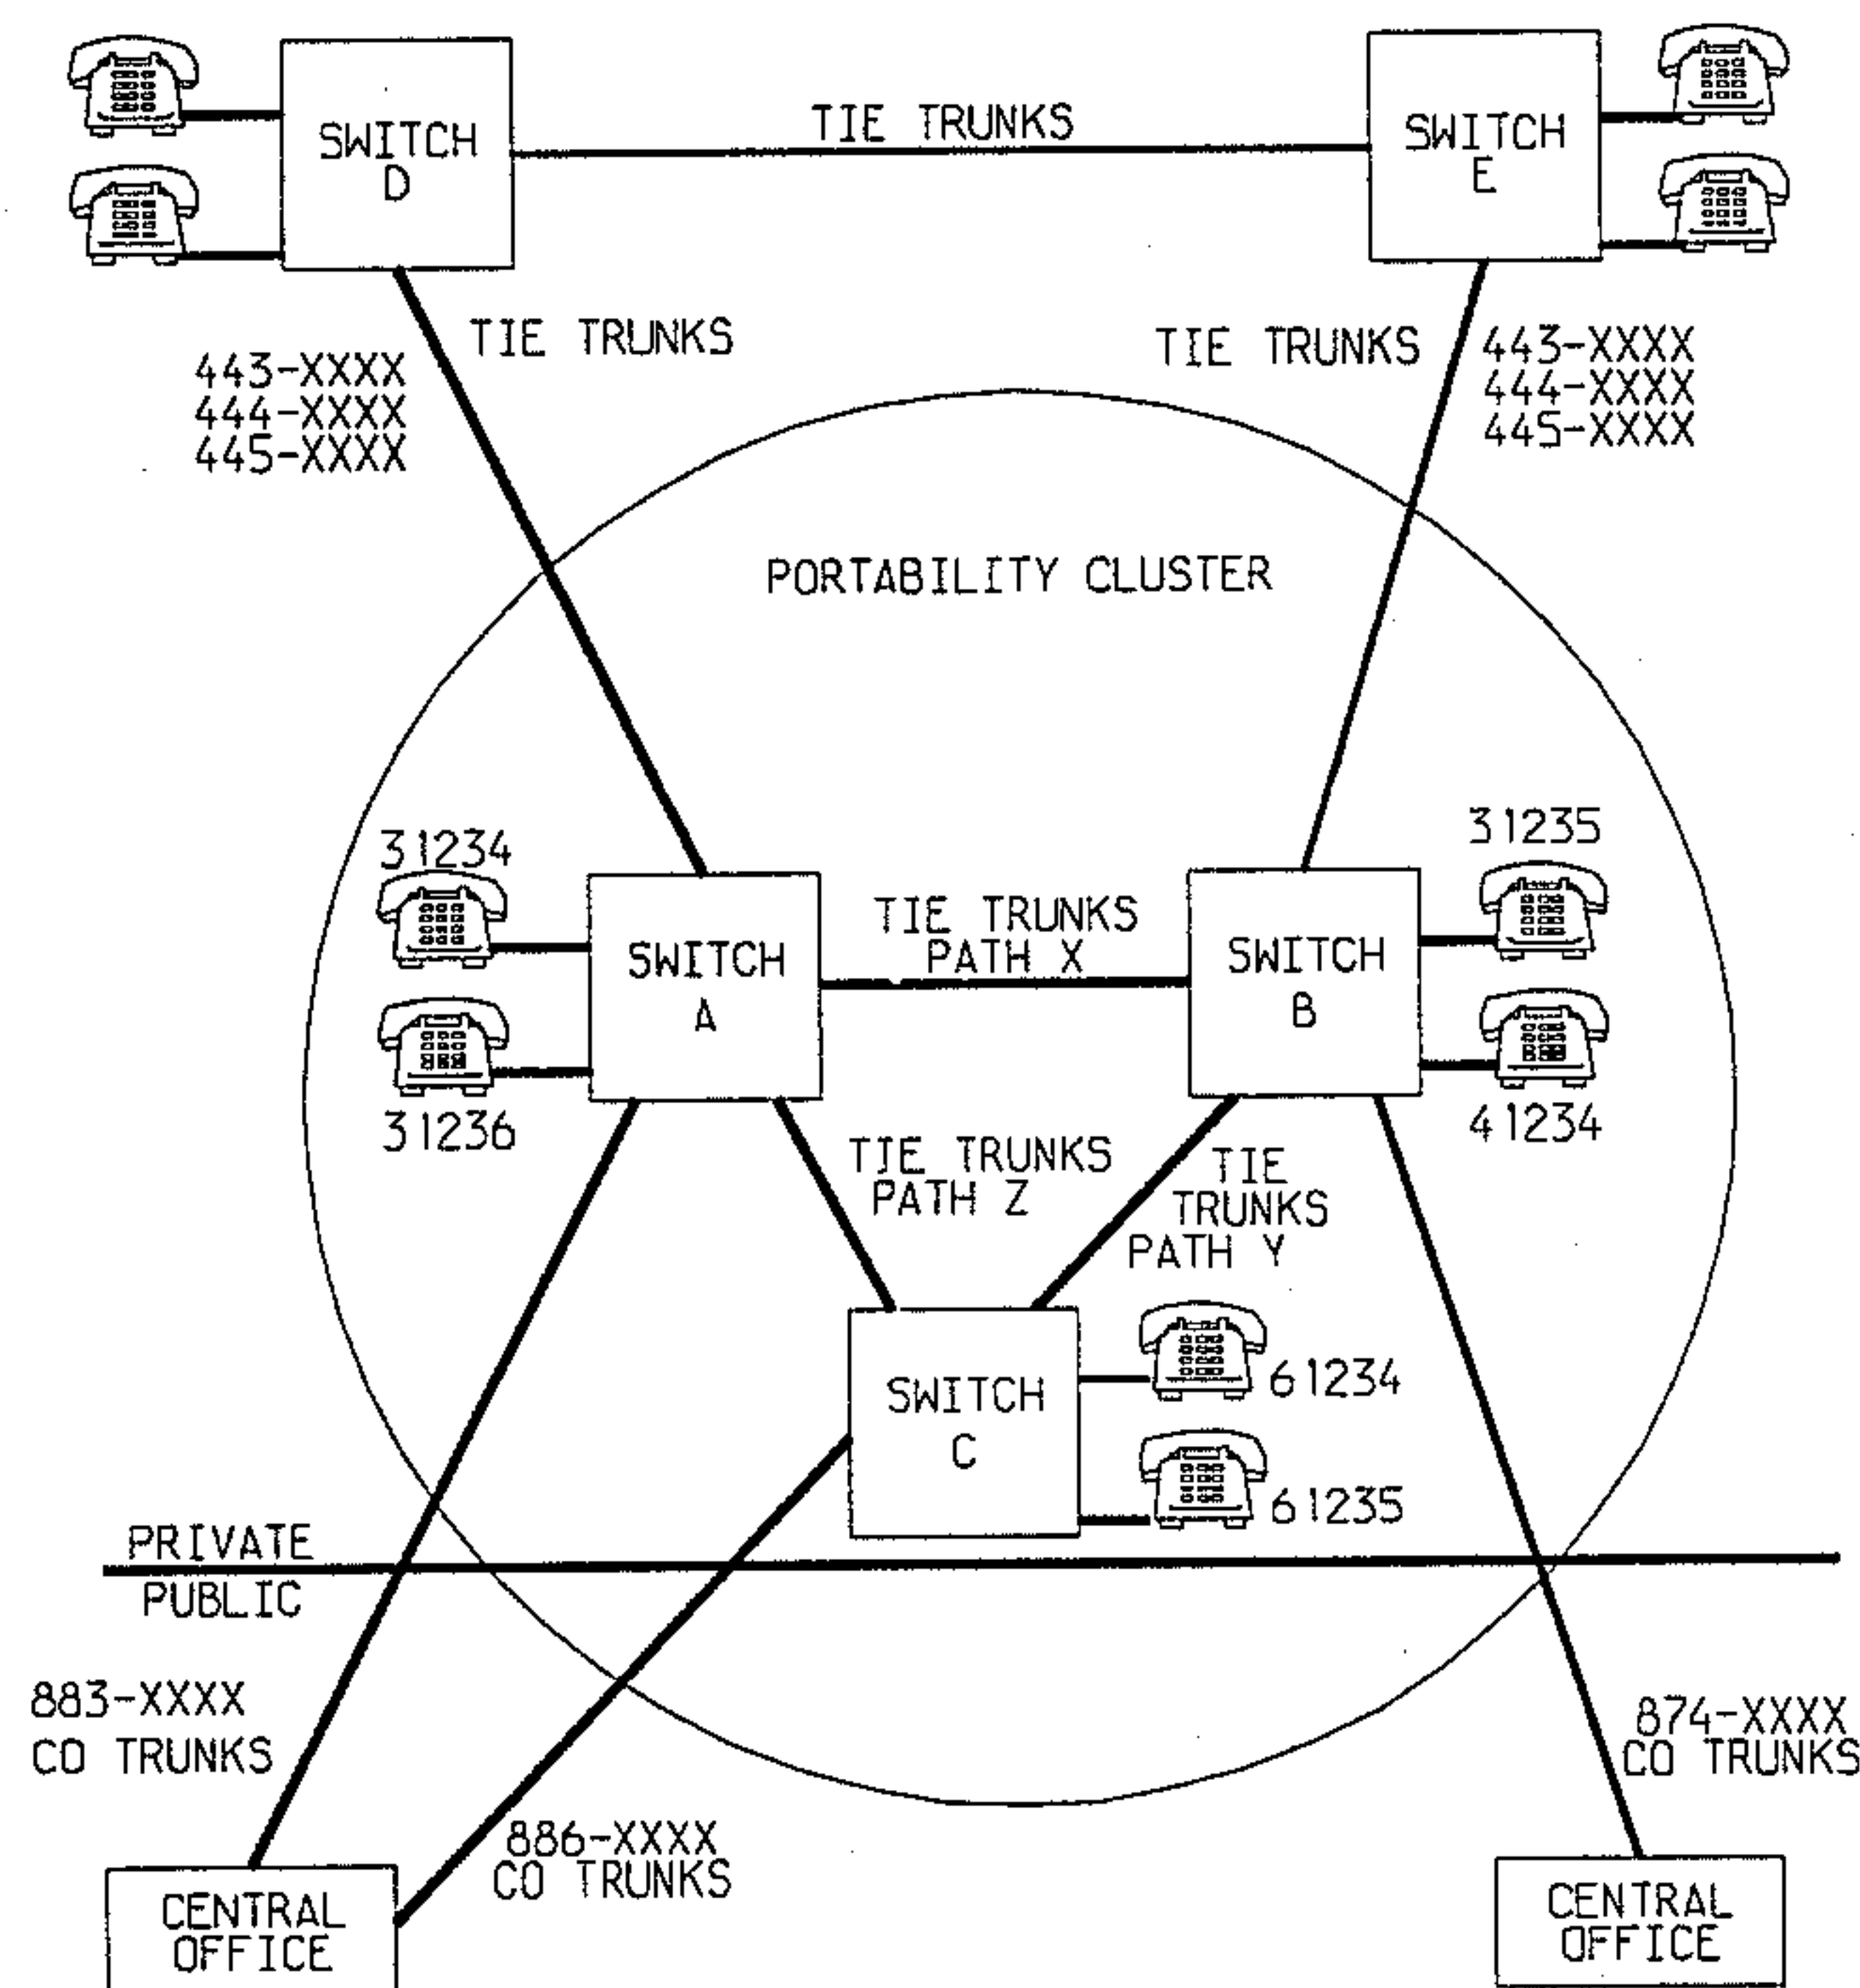 SWITCH
D
TIE TRUNKS
SWITCH
E
TIE TRUNKS
443-XXXX
444-XXXX
445-XXXX
TIE TRUNKS
443-XXXX
444-XXXX
445-XXXX
PORTABILITY CLUSTER
31234
31236
SWITCH
A
TIE TRUNKS
PATH X
SWITCH
B
31235
41234
TIE TRUNKS
PATH Z
TIE
TRUNKS
PATH Y
SWITCH
C
61234
61235
PRIVATE
PUBLIC
883-XXXX
CO TRUNKS
886-XXXX
CO TRUNKS
874-XXXX
CO TRUNKS
CENTRAL
OFFICE
CENTRAL
OFFICE